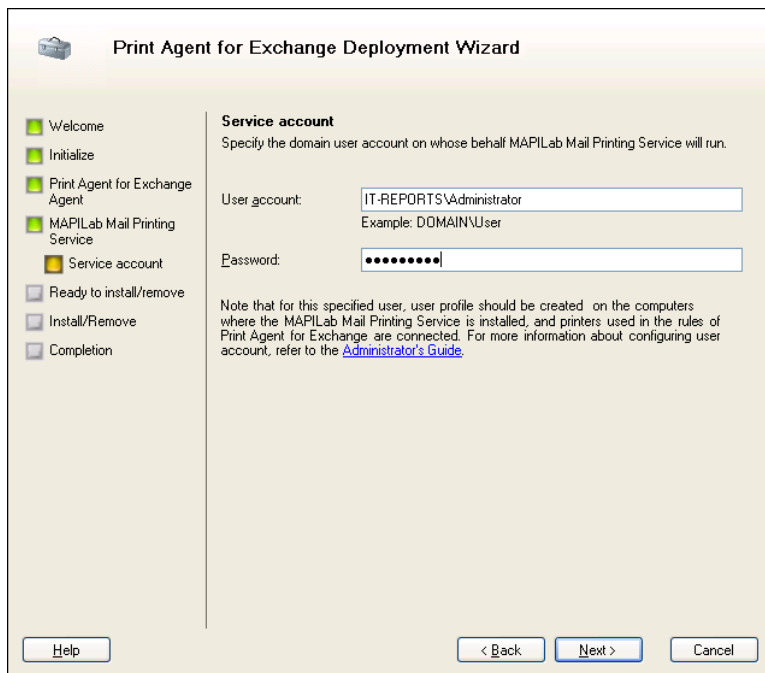 Print Agent for Exchange Deployment Wizard
Welcome
Initialize
Print Agent for Exchange
Agent
MAPILab Mail Printing
Service
Service account
Ready to install/remove
Install/Remove
Completion
Service account
Specify the domain user account on whose behalf MAPILab Mail Printing Service will run.
User account:
IT-REPORTS\Administrator
Example: DOMAIN\User
Password:
●●●●●●●●●
Note that for this specified user, user profile should be created on the computers
where the MAPILab Mail Printing Service is installed, and printers used in the rules of
Print Agent for Exchange are connected. For more information about configuring user
account, refer to the Administrator's Guide.
Help
< Back
Next >
Cancel